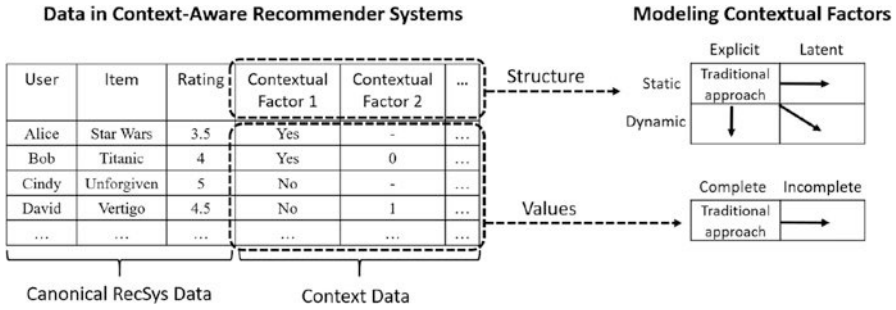 Data in Context-Aware Recommender Systems
Modeling Contextual Factors
User Item Rating Contextual Factor 1 Contextual Factor 2 ...
Alice Star Wars 3.5 Yes - ...
Bob Titanic 4 Yes 0 ...
Cindy Unforgiven 5 No - ...
David Vertigo 4.5 No 1 ...
... ... ... ... ... ...
Canonical RecSys Data
Context Data
Structure
Explicit Latent
Static Traditional approach
Dynamic
Values
Complete Incomplete
Traditional approach